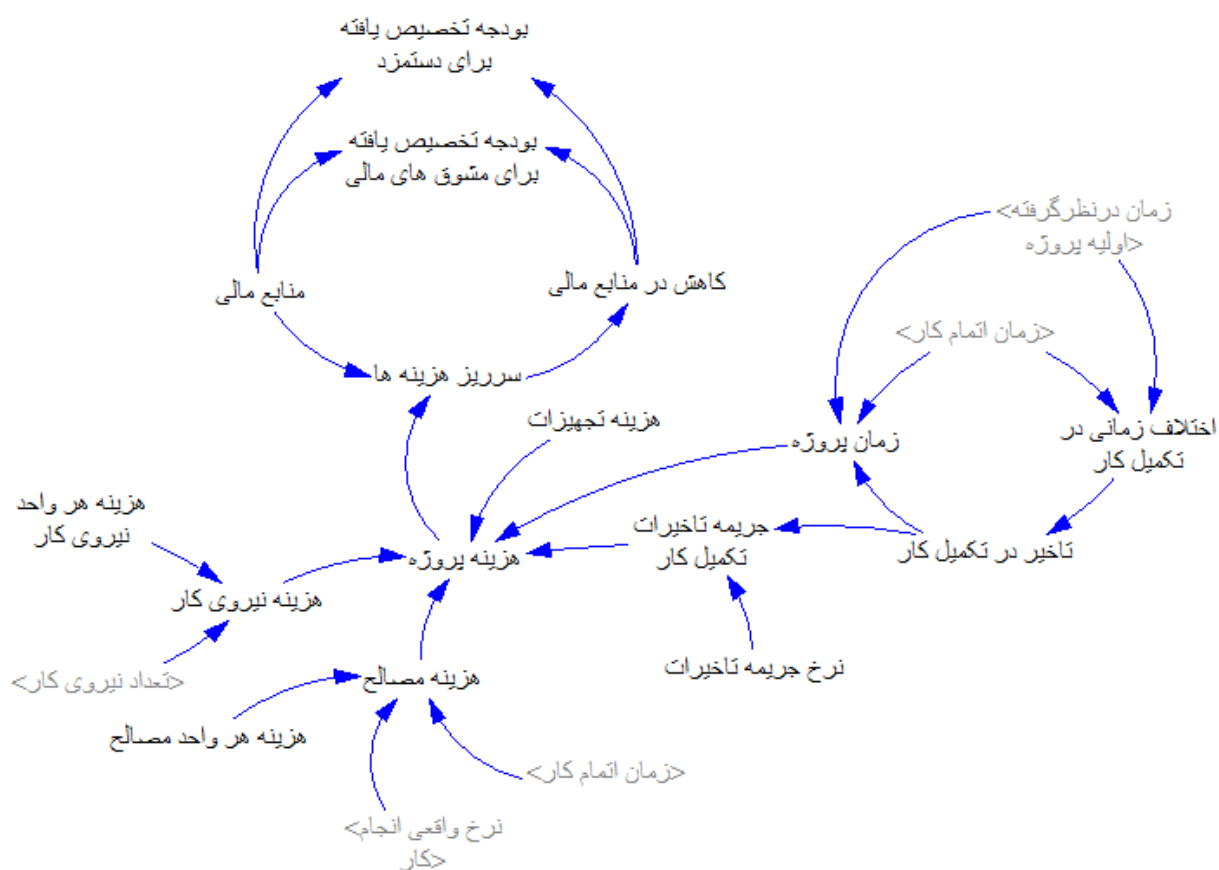 بودجه تخصیص یافته
برای دستمزد
بودجه تخصیص یافته
برای مشوق های مالی
زمان درنظرگرفته>
<اولیه پروژه
منابع مالی
کاهش در منابع مالی
<زمان اتمام کار>
سرریز هزینه ها
هزینه تجهیزات
زمان پروژه
اختلاف زمانی در
تکمیل کار
هزینه هر واحد
نیروی کار
جریمه تاخیرات
تکمیل کار
تاخیر در تکمیل کار
هزینه پروژه
هزینه نیروی کار
<تعداد نیروی کار>
هزینه مصالح
نرخ جریمه تاخیرات
هزینه هر واحد مصالح
<زمان اتمام کار>
نرخ واقعی انجام>
<کار